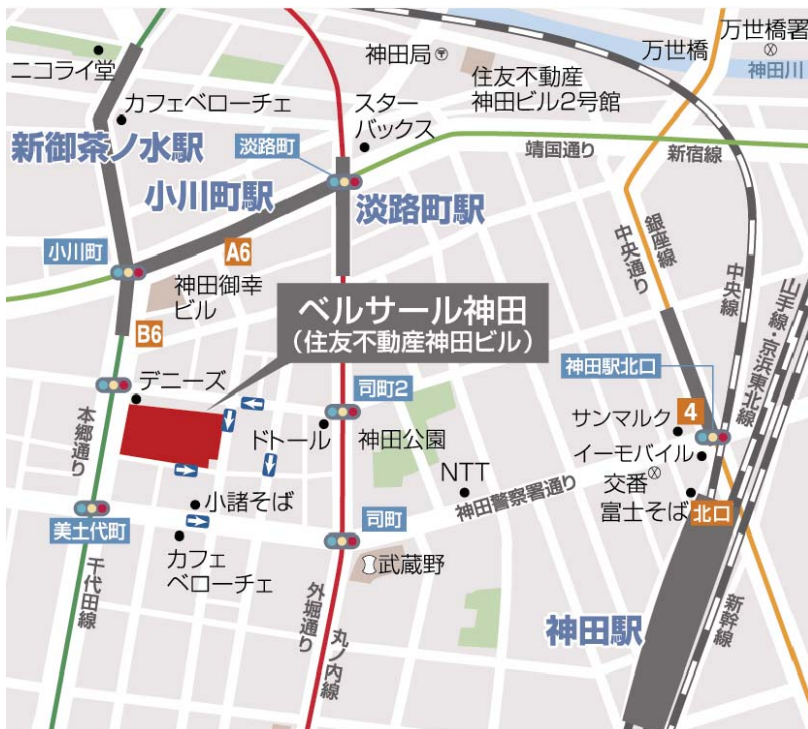 万世橋署
万世橋
神田川
神田局
住友不動産
神田ビル2号館
ニコライ堂
カフェベローチェ
スター
バックス
新御茶ノ水駅
淡路町
靖国通り
新宿線
小川町駅
淡路町駅
小川町
A6
神田御幸
ビル
銀座線
中央通り
中央線
山手線・京浜東北線
B6
ベルサール神田
(住友不動産神田ビル)
神田駅北口
デニーズ
本郷通り
司町2
ドトール
神田公園
サンマルク
4
イーモバイル
NTT
交番
神田警察署通り
富士そば
北口
小諸そば
美土代町
司町
カフェ
ベローチェ
武蔵野
千代田線
外堀通り
丸ノ内線
神田駅
新幹線